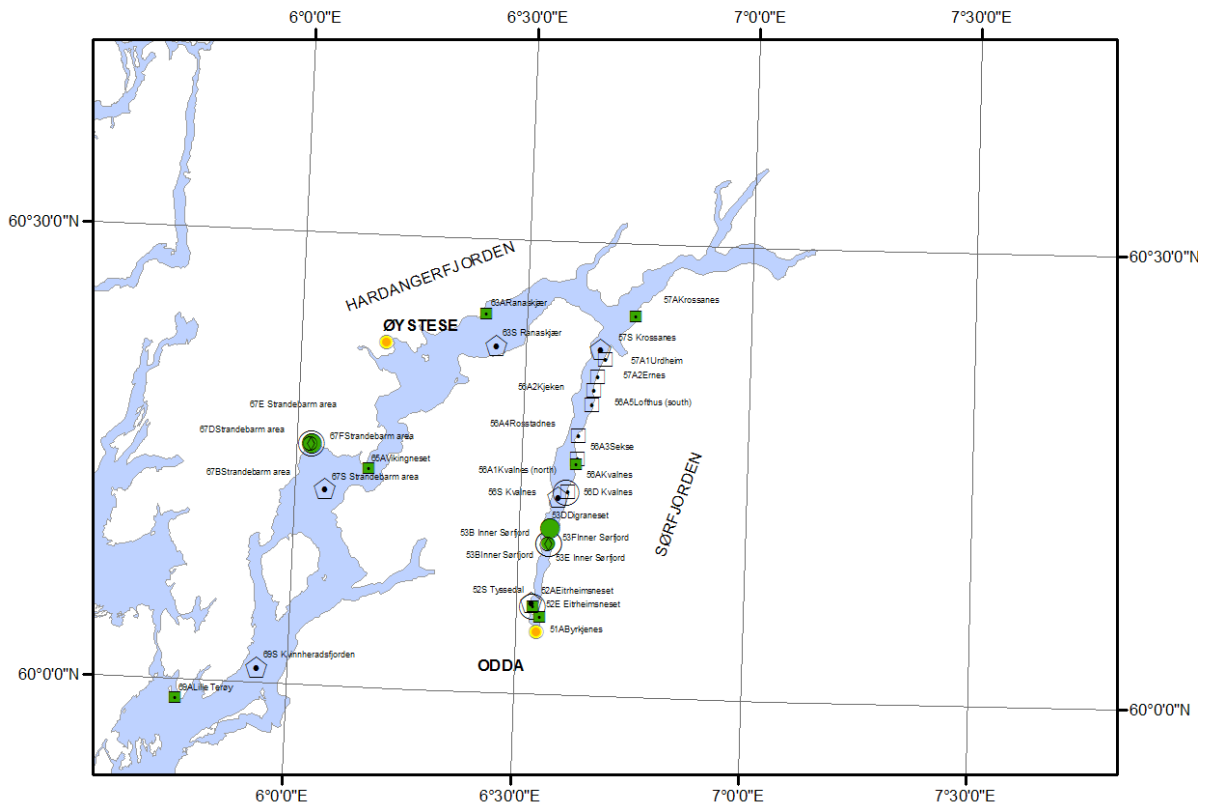 6°0'0"E
6°30'0"E
7°0'0"E
7°30'0"E
60°30'0"N
60°30'0"N
HARDANGERFJORDEN
63ARanaskjær
57AKrossanes
ØYSTESE
63S Ranaskjær
57S Krossanes
57A1Urdheim
57A2Ernes
56A2Kjeken
67E Strandebarm area
56A5Lofthus (south)
56A4Rosstadnes
67DStrandebarm area
67FStrandebarm area
56A3Sekse
66AVikingneset
67BStrandebarm area
67S Strandebarm area
56A1Kvalnes (north)
56AKvalnes
56S Kvalnes
56D Kvalnes
SØRFJORDEN
53DDigraneset
53B Inner Sørfjord
53FInner Sørfjord
53BInner Sørfjord
53E Inner Sørfjord
52S Tyssedal
52AEitrheimsneset
52E Eitrheimsneset
51AByrkjenes
ODDA
69S Kvinnheradsfjorden
60°0'0"N
69ALille Terøy
60°0'0"N
6°0'0"E
6°30'0"E
7°0'0"E
7°30'0"E